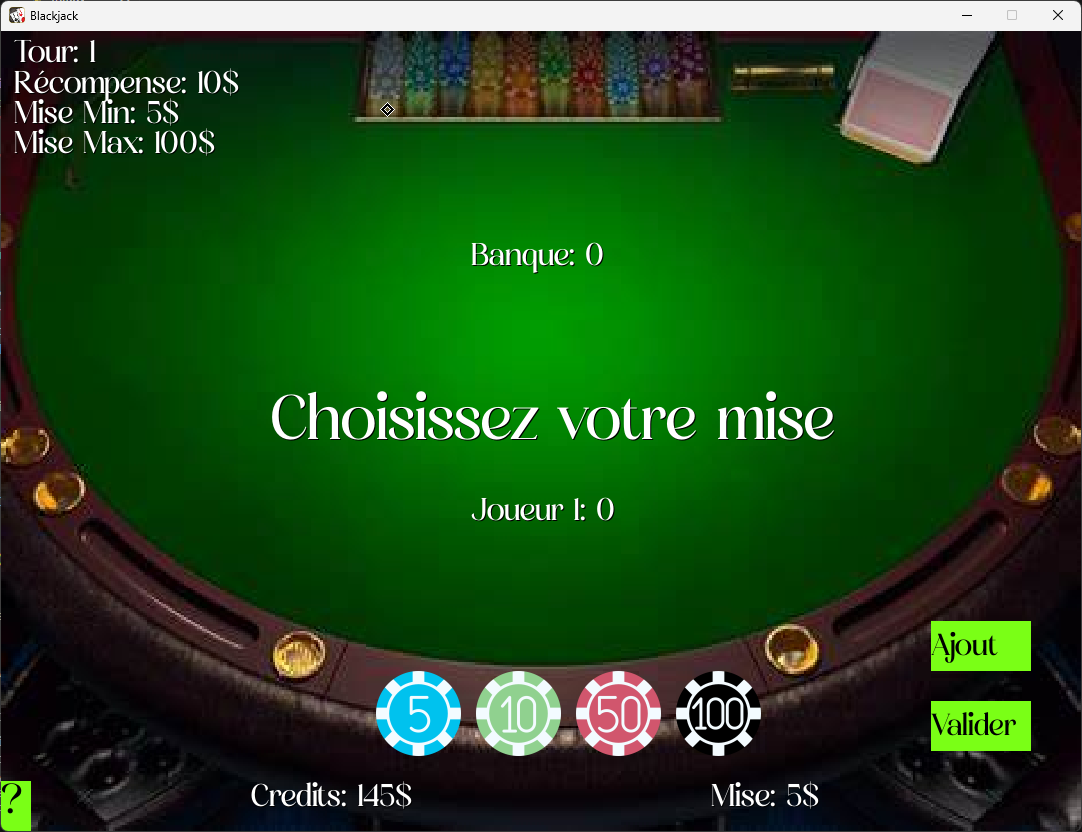 Blackjack
Tour: 1
Récompense: 10$
Mise Min: 5$
Mise Max: 100$
Banque: 0
Choisissez votre mise
Joueur 1: 0
Ajout
5 10 50 100
Valider
?
Credits: 145$
Mise: 5$